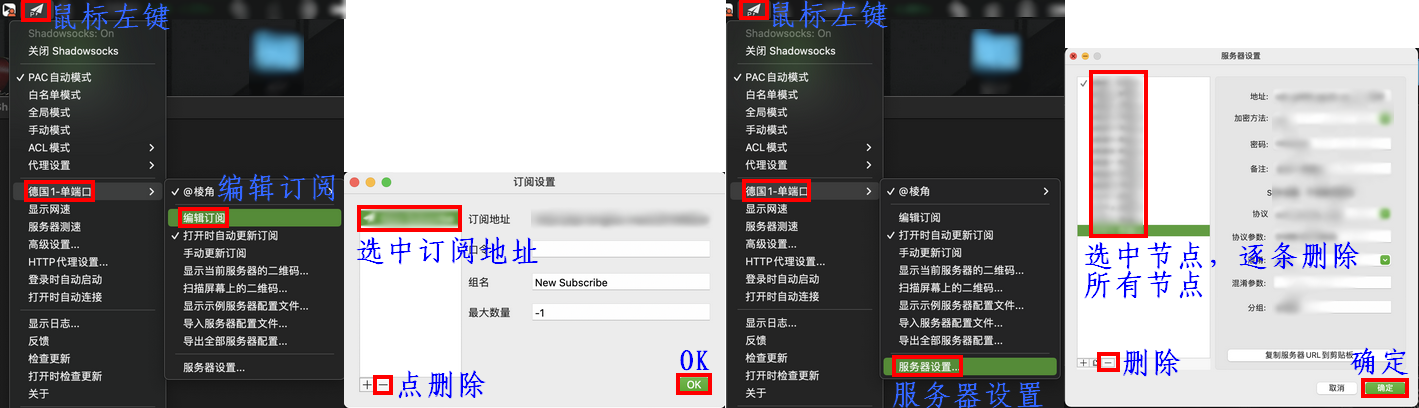 鼠标左键
Shadowsocks: On
关闭 Shadowsocks
PAC自动模式
白名单模式
全局模式
手动模式
ACL模式
代理设置
德国1-单端口
显示网速
服务器测速
高级设置...
HTTP代理设置...
登录时自动启动
打开时自动连接
显示日志...
反馈
检查更新
打开时检查更新
关于
@棱角
编辑订阅
编辑订阅
打开时自动更新订阅
手动更新订阅
显示当前服务器的二维码...
扫描屏幕上的二维码...
显示示例服务器配置文件...
导入服务器配置文件...
导出全部服务器配置...
服务器设置...
订阅设置
订阅地址
选中订阅地址
组名
New Subscribe
最大数量
-1
点删除
OK
OK
鼠标左键
Shadowsocks: On
关闭 Shadowsocks
PAC自动模式
白名单模式
全局模式
手动模式
ACL模式
代理设置
德国1-单端口
显示网速
服务器测速
高级设置...
HTTP代理设置...
登录时自动启动
打开时自动连接
显示日志...
反馈
检查更新
打开时检查更新
关于
@棱角
编辑订阅
打开时自动更新订阅
手动更新订阅
显示当前服务器的二维码...
扫描屏幕上的二维码...
显示示例服务器配置文件...
导入服务器配置文件...
导出全部服务器配置...
服务器设置...
服务器设置
服务器设置
地址:
加密方法:
密码:
备注:
协议
协议参数:
选中节点，逐条删除
所有节点
混淆参数:
分组:
复制服务器URL到剪贴板
删除
确定
取消
确定